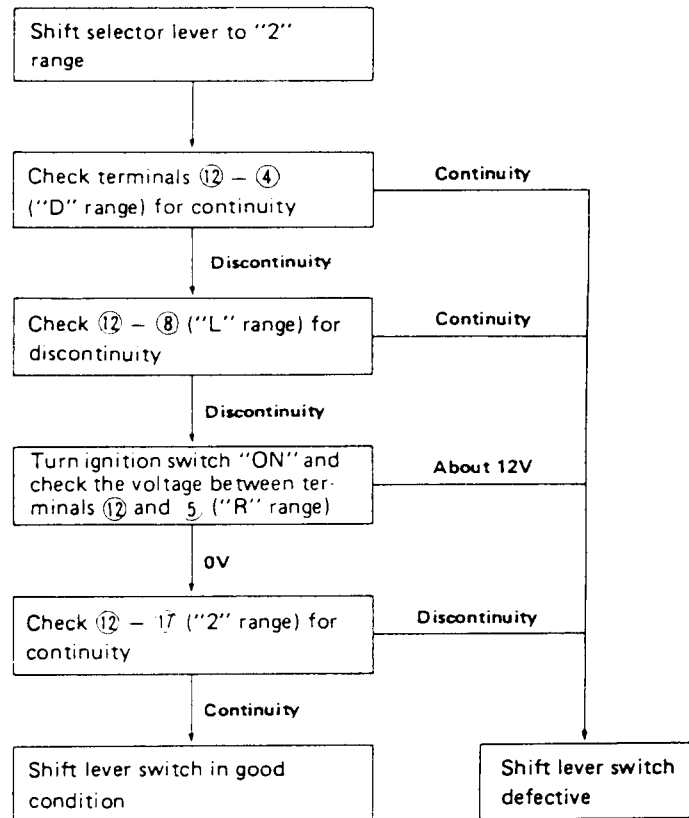 Shift selector lever to "2"
range
Check terminals ⑫ – ④
("D" range) for continuity
Continuity
Discontinuity
Check ⑫ – ⑧ ("L" range) for
discontinuity
Continuity
Discontinuity
Turn ignition switch "ON" and
check the voltage between ter-
minals ⑫ and 5 ("R" range)
About 12V
0V
Check ⑫ – 17 ("2" range) for
continuity
Discontinuity
Continuity
Shift lever switch in good
condition
Shift lever switch
defective